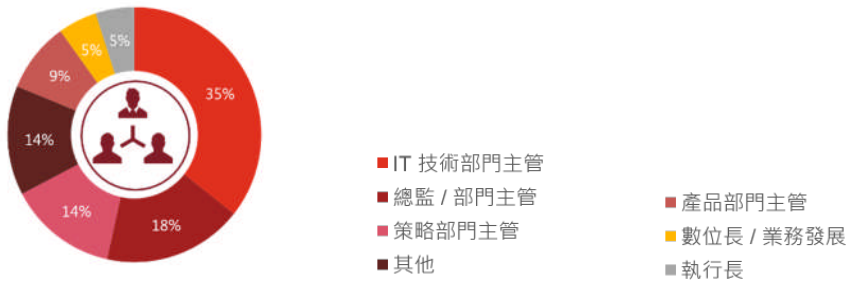 5%
5%
9%
35%
14%
14%
18%
IT 技術部門主管
總監 / 部門主管
策略部門主管
其他
產品部門主管
數位長 / 業務發展
執行長